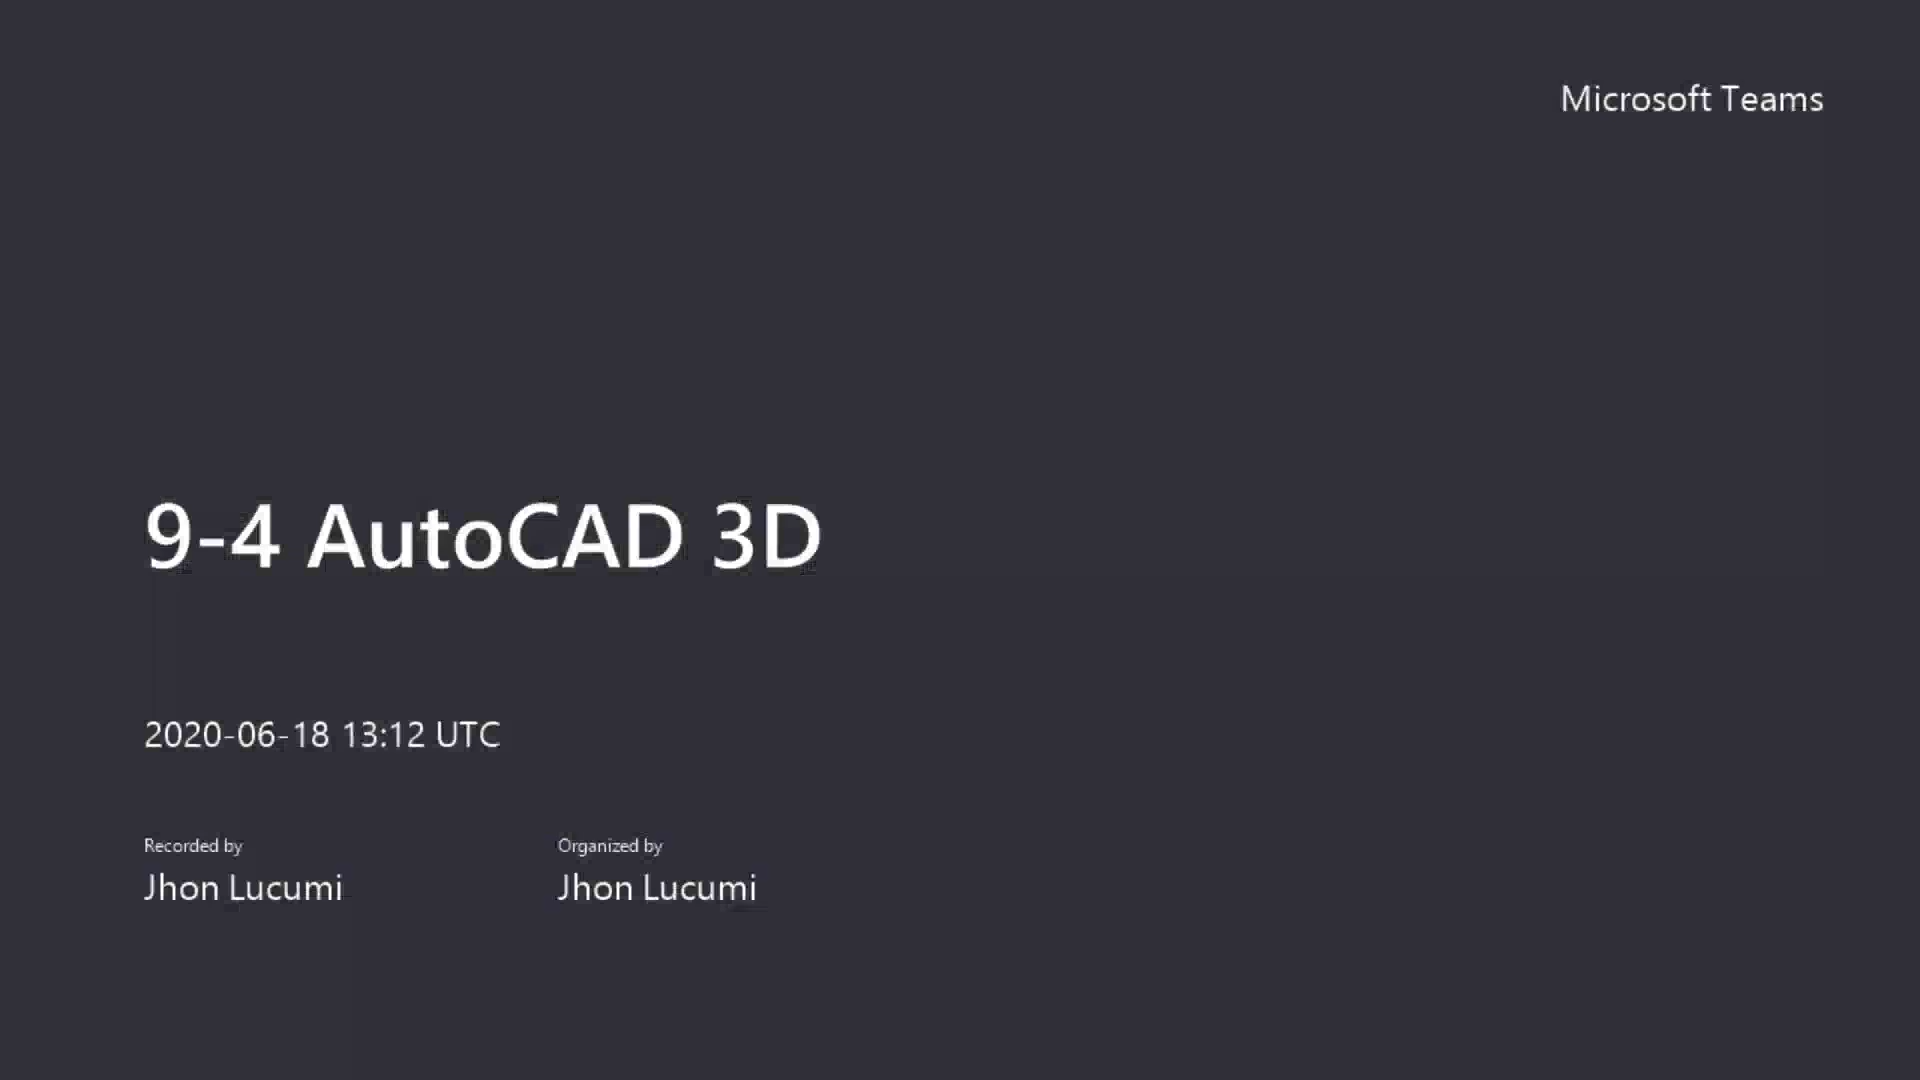 Microsoft Teams
9-4 AutoCAD 3D
2020-06-18 13:12 UTC
Recorded by
Jhon Lucumi
Organized by
Jhon Lucumi